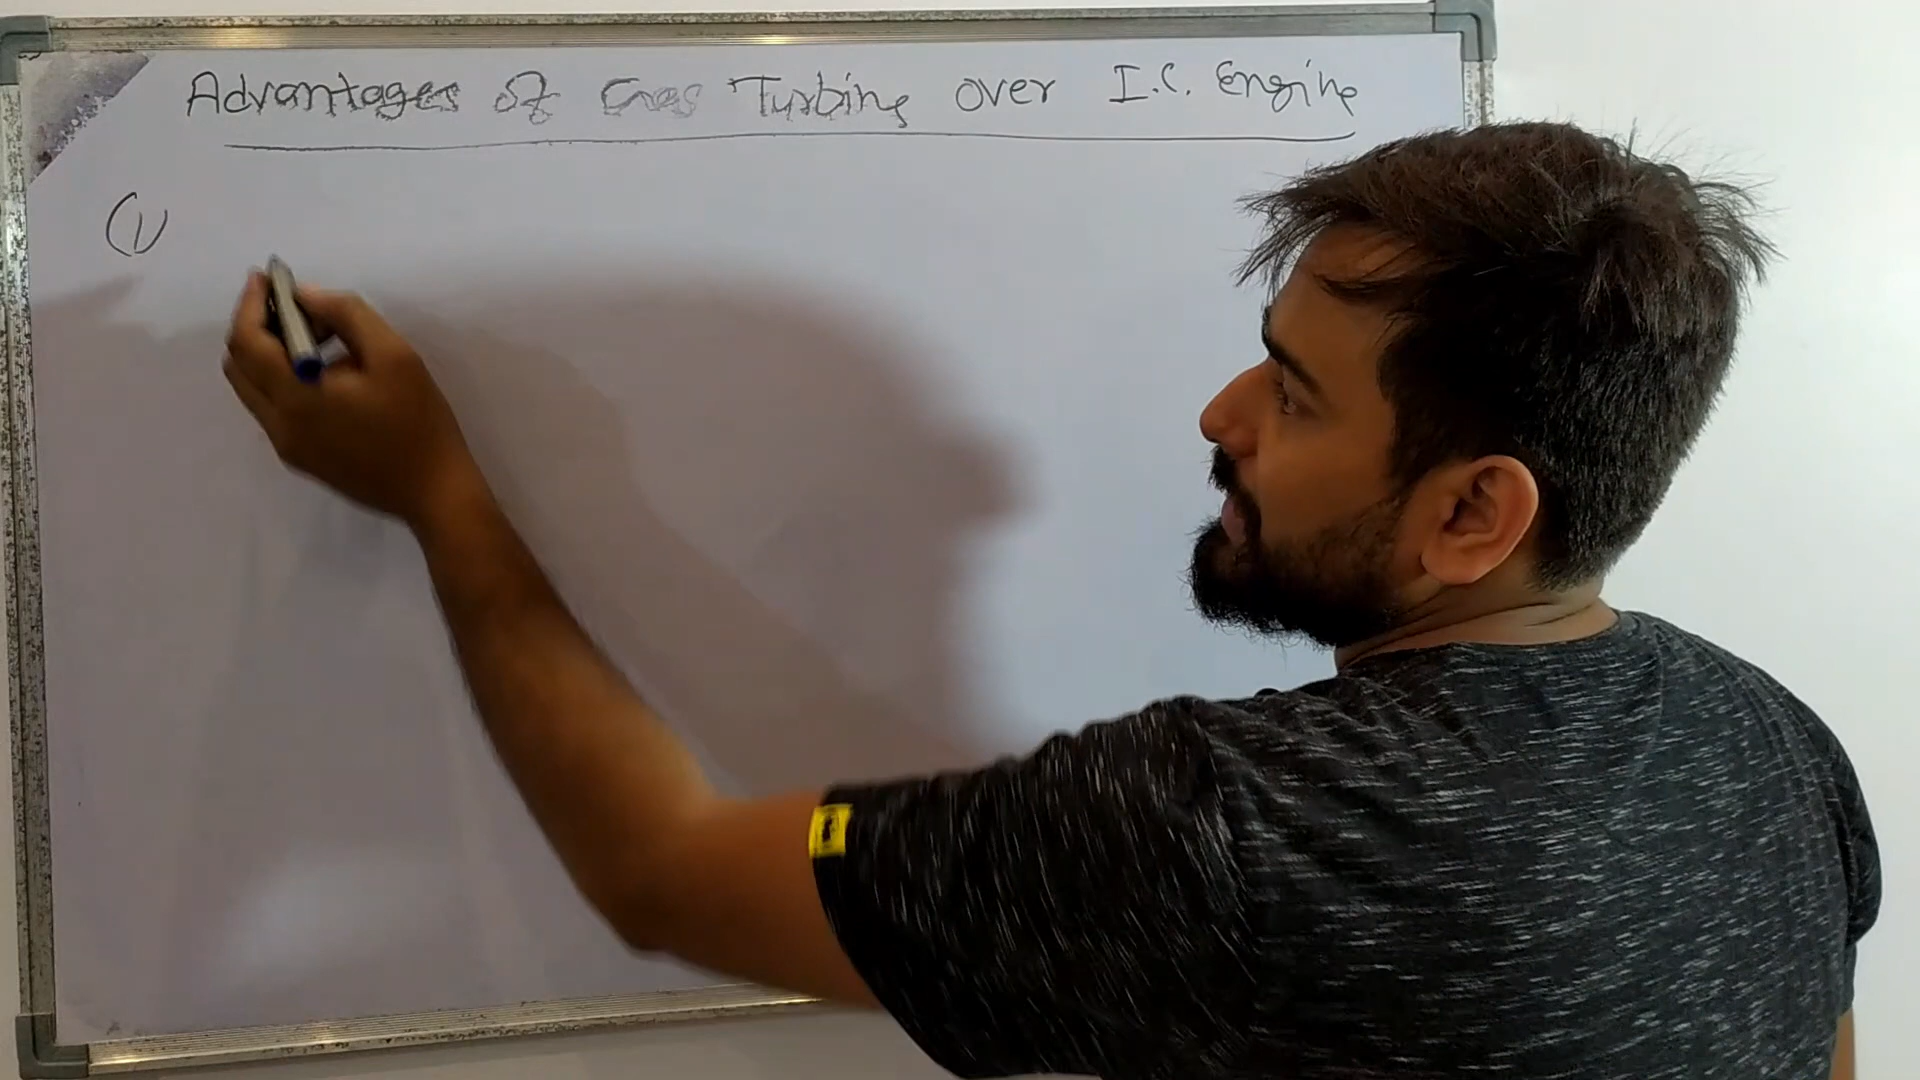 Advantages of Gas Turbine over I.C. Engine
(1)